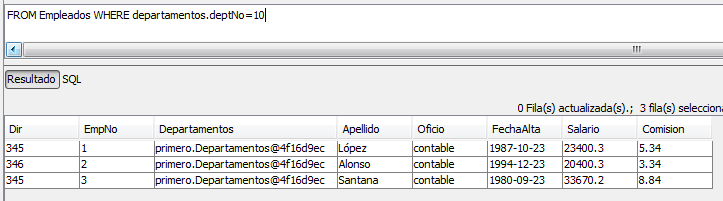 FROM Empleados WHERE departamentos.deptNo=10
Resultado SQL
0 Fila(s) actualizada(s).; 3 fila(s) selecciona
Dir EmpNo Departamentos Apellido Oficio FechaAlta Salario Comision
345 1 primero.Departamentos@4f16d9ec López contable 1987-10-23 23400.3 5.34
346 2 primero.Departamentos@4f16d9ec Alonso contable 1994-12-23 20400.3 3.34
345 3 primero.Departamentos@4f16d9ec Santana contable 1980-09-23 33670.2 8.84